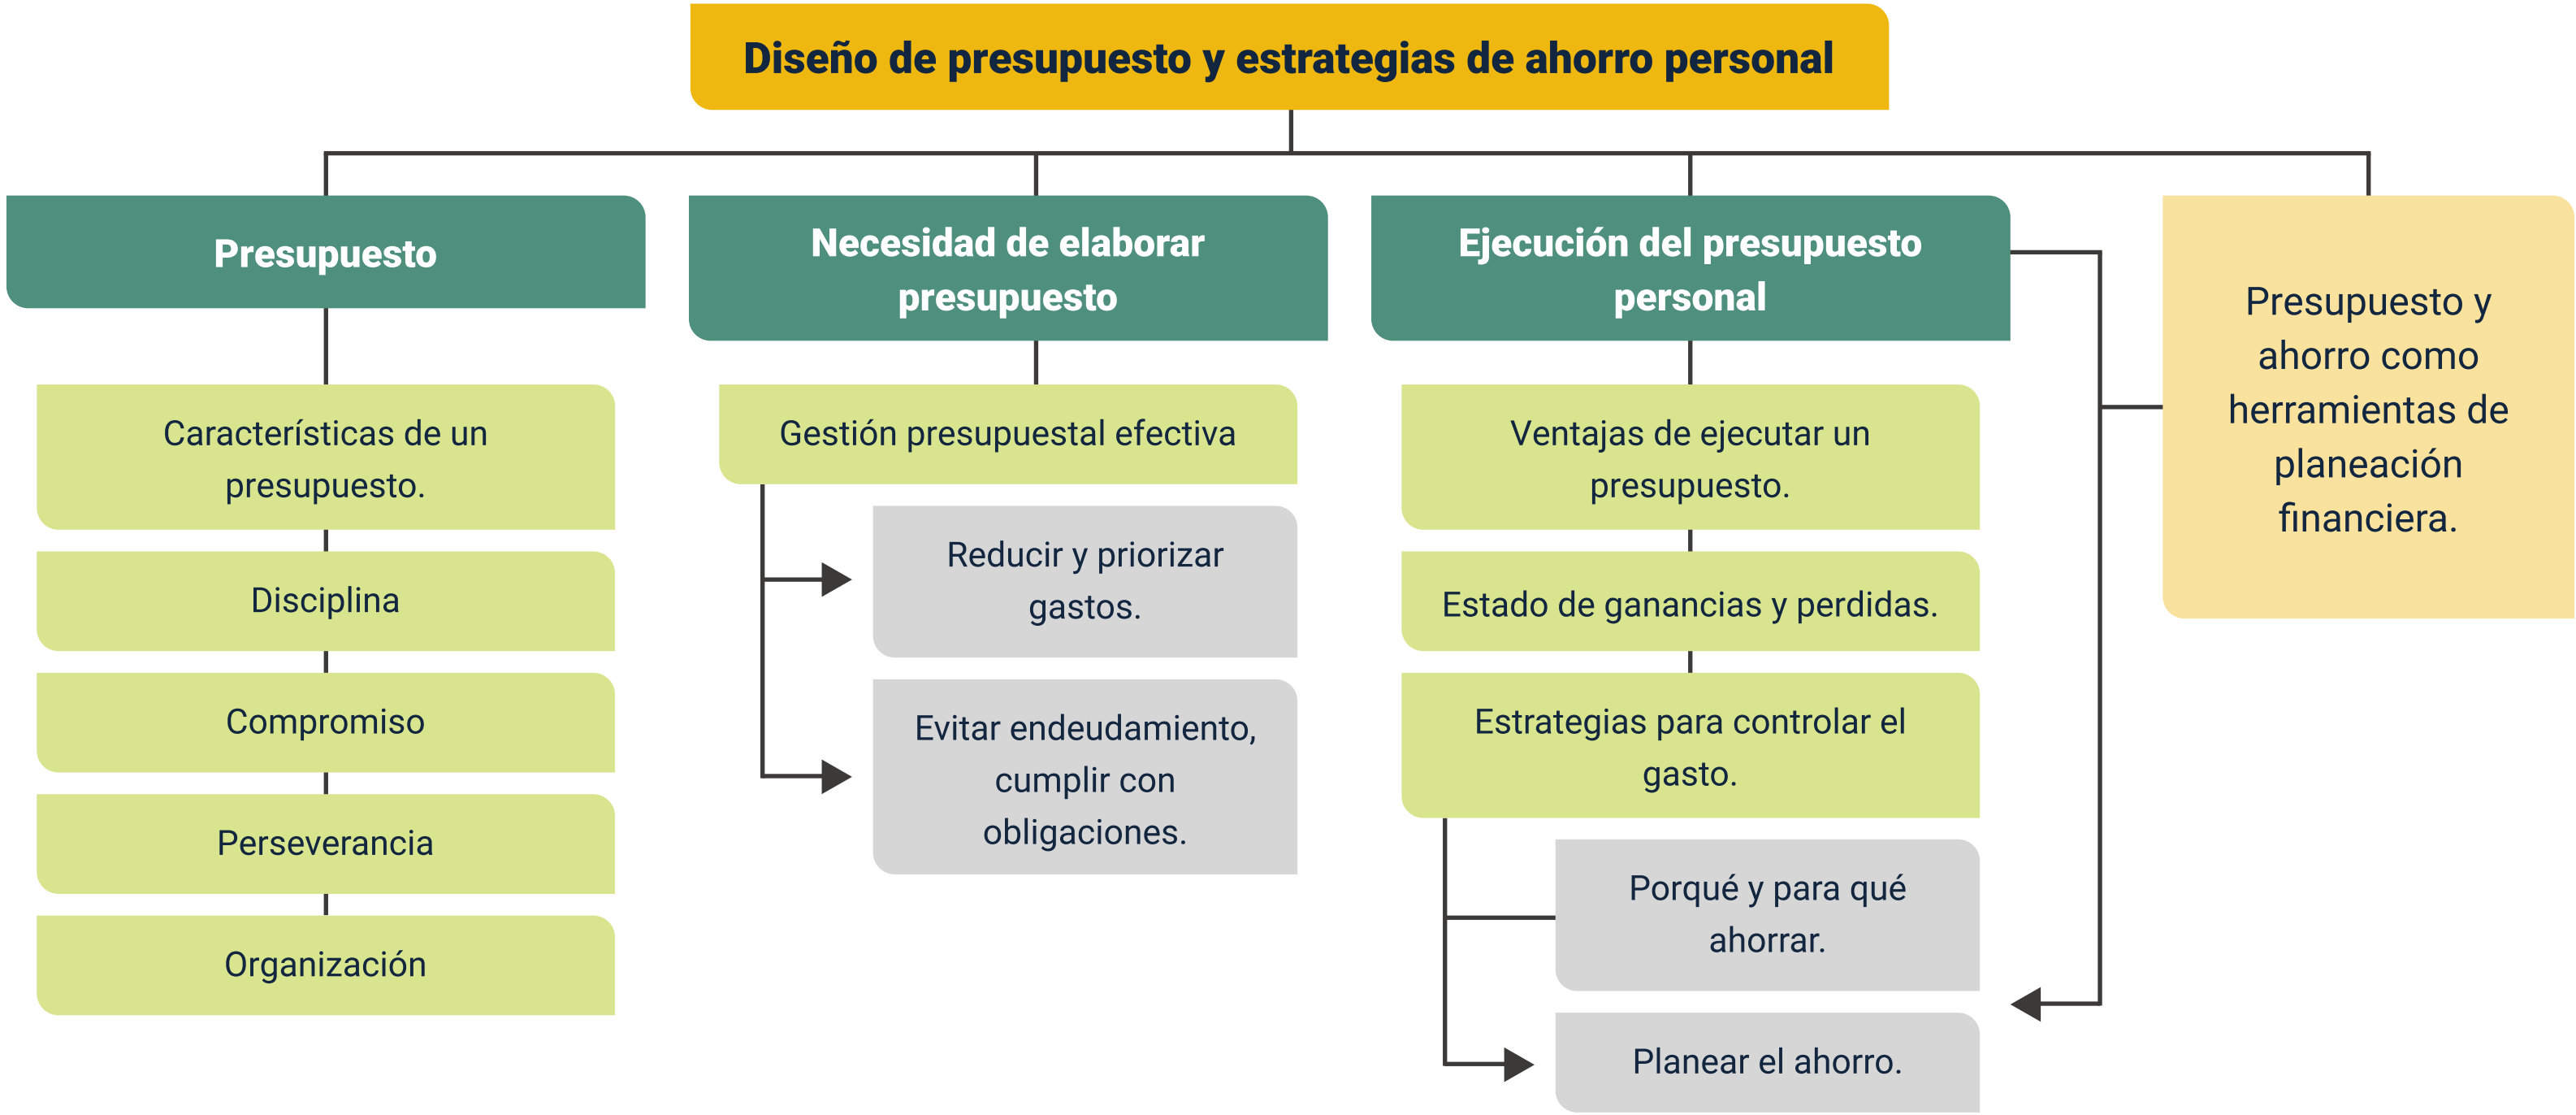 Diseño de presupuesto y estrategias de ahorro personal
Presupuesto
Características de un
presupuesto.
Disciplina
Compromiso
Perseverancia
Organización
Necesidad de elaborar
presupuesto
Gestión presupuestal efectiva
Reducir y priorizar
gastos.
Evitar endeudamiento,
cumplir con
obligaciones.
Ejecución del presupuesto
personal
Ventajas de ejecutar un
presupuesto.
Estado de ganancias y perdidas.
Estrategias para controlar el
gasto.
Porqué y para qué
ahorrar.
Planear el ahorro.
Presupuesto y
ahorro como
herramientas de
planeación
financiera.